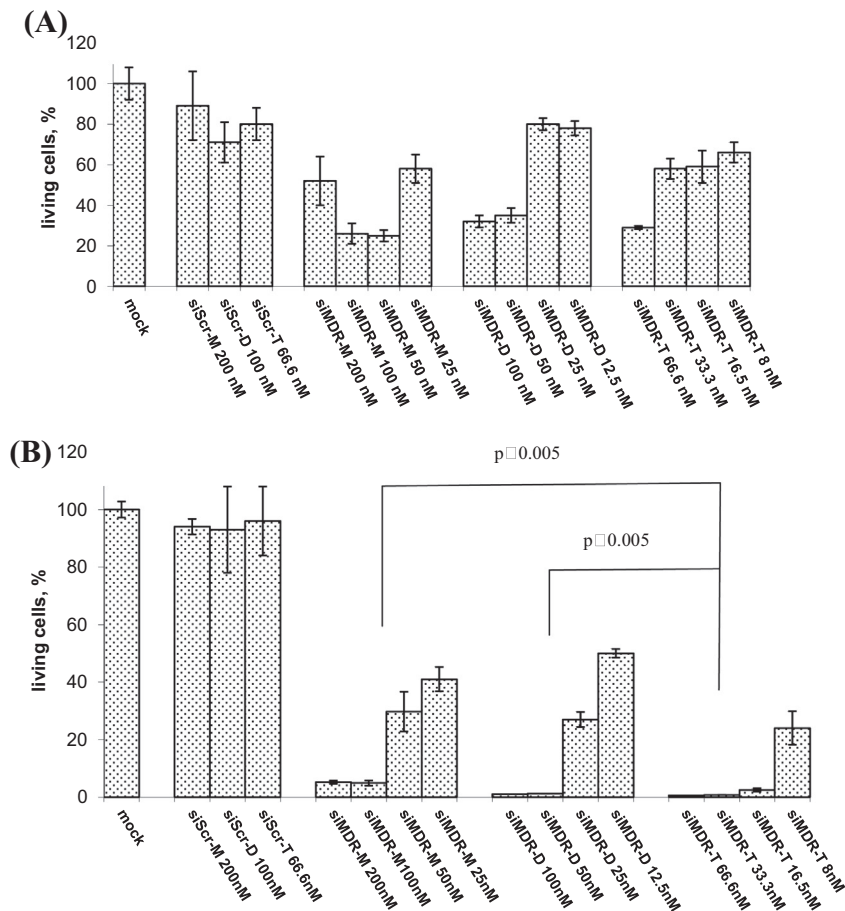 (A)
120
100
80
60
40
20
0
living cells, %
mock
siScr-M 200 nM
siScr-D 100 nM
siScr-T 66.6 nM
siMDR-M 200 nM
siMDR-M 100 nM
siMDR-M 50 nM
siMDR-M 25 nM
siMDR-D 100 nM
siMDR-D 50 nM
siMDR-D 25 nM
siMDR-D 12.5 nM
siMDR-T 66.6 nM
siMDR-T 33.3 nM
siMDR-T 16.5 nM
siMDR-T 8 nM
(B)
120
100
80
60
40
20
0
living cells, %
p□0.005
p□0.005
mock
siScr-M 200nM
siScr-D 100nM
siScr-T 66.6nM
siMDR-M 200nM
siMDR-M100nM
siMDR-M 50nM
siMDR-M 25nM
siMDR-D 100nM
siMDR-D 50nM
siMDR-D 25nM
siMDR-D 12.5nM
siMDR-T 66.6nM
siMDR-T 33.3nM
siMDR-T 16.5nM
siMDR-T 8nM